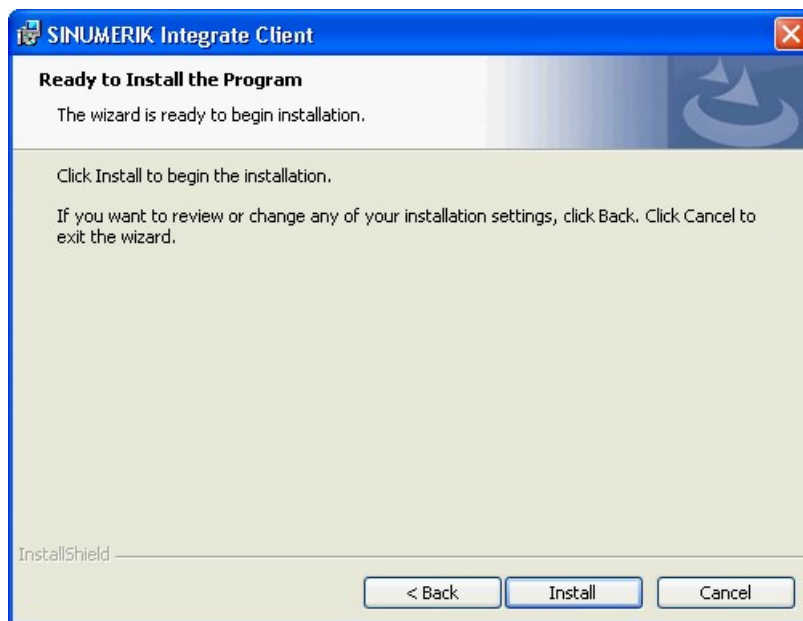 SINUMERIK Integrate Client
Ready to Install the Program
The wizard is ready to begin installation.
Click Install to begin the installation.
If you want to review or change any of your installation settings, click Back. Click Cancel to
exit the wizard.
InstallShield
< Back Install Cancel